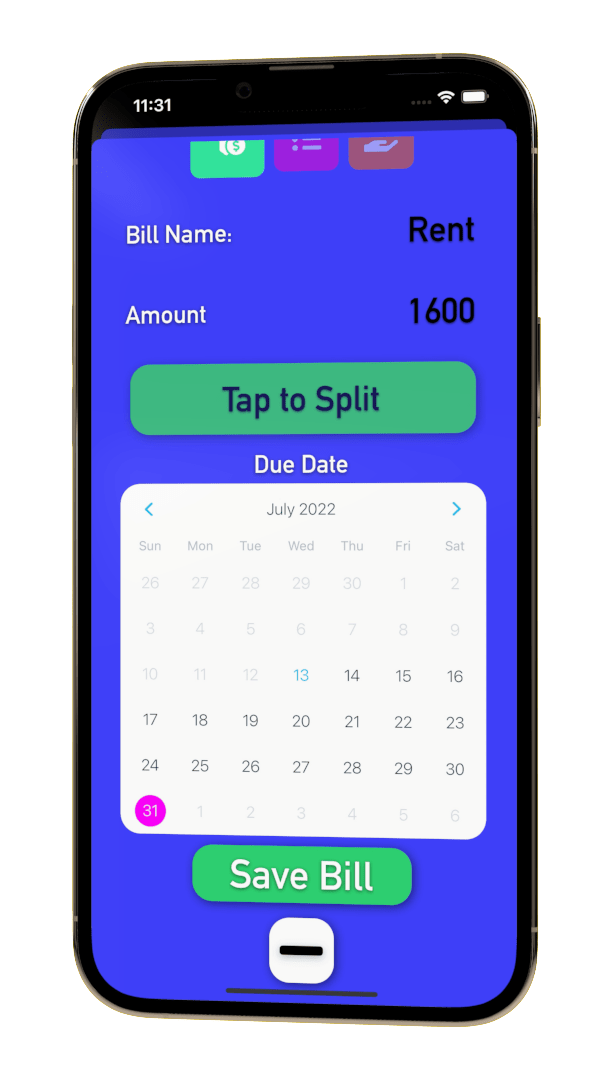 11:31
$
Bill Name: Rent
Amount 1600
Tap to Split
Due Date
July 2022
Sun Mon Tue Wed Thu Fri Sat
26 27 28 29 30 1 2
3 4 5 6 7 8 9
10 11 12 13 14 15 16
17 18 19 20 21 22 23
24 25 26 27 28 29 30
31 1 2 3 4 5 6
Save Bill